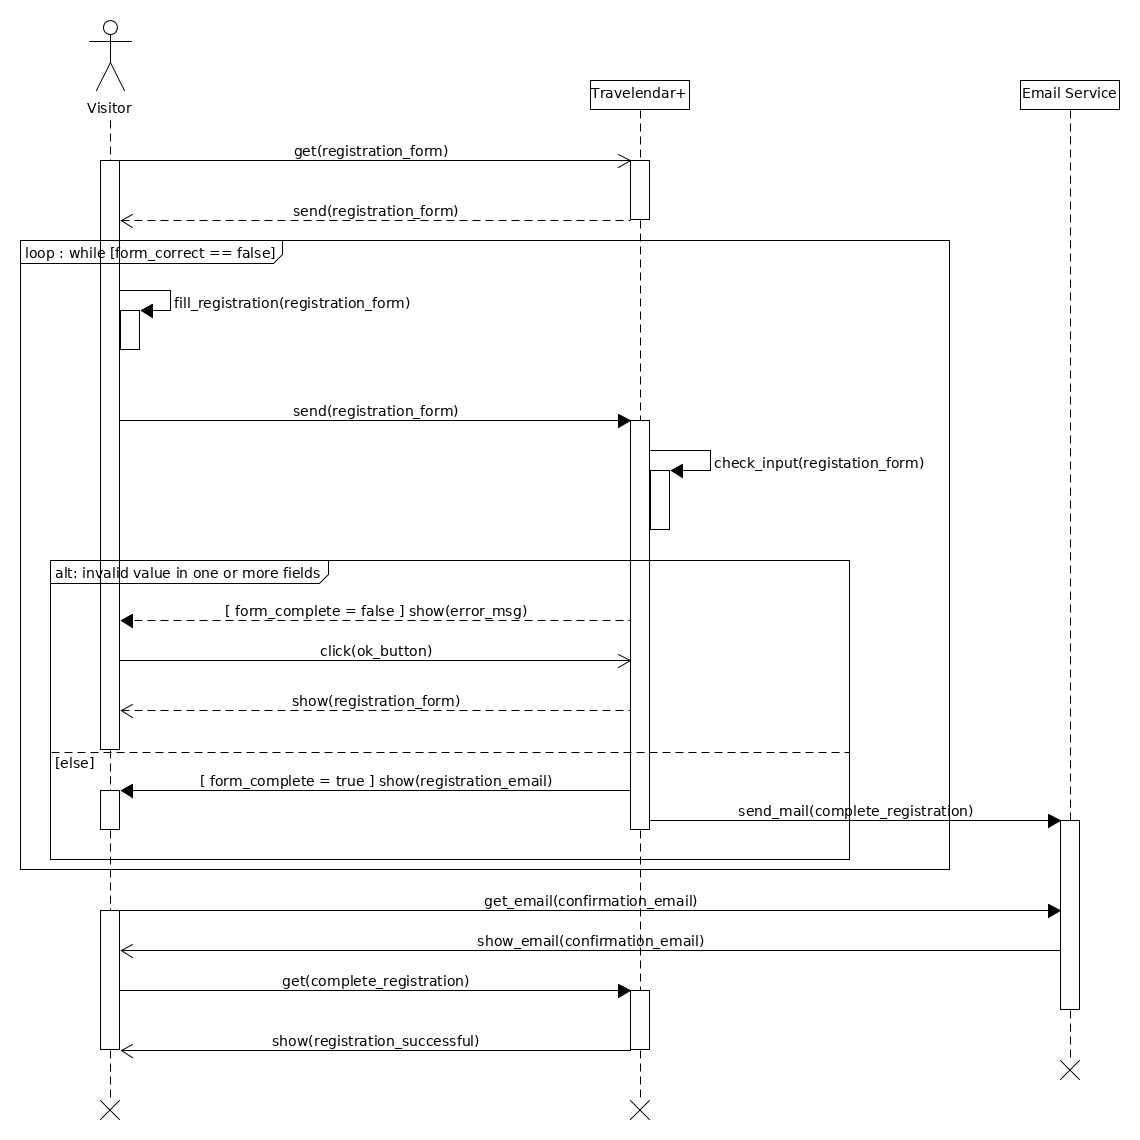 Visitor
Travelendar+
Email Service
get(registration_form)
send(registration_form)
loop : while [form_correct == false]
fill_registration(registration_form)
send(registration_form)
check_input(registation_form)
alt: invalid value in one or more fields
[ form_complete = false ] show(error_msg)
click(ok_button)
show(registration_form)
[else]
[ form_complete = true ] show(registration_email)
send_mail(complete_registration)
get_email(confirmation_email)
show_email(confirmation_email)
get(complete_registration)
show(registration_successful)